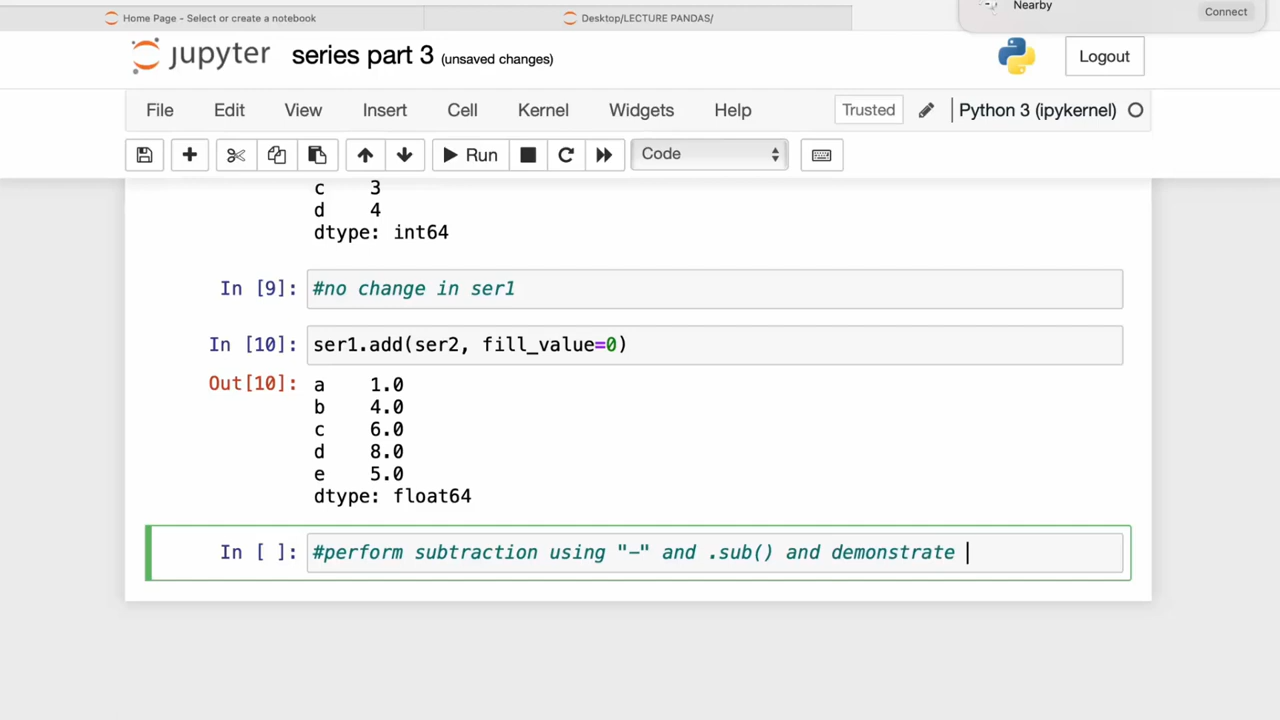 Home Page - Select or create a notebook
Desktop/LECTURE PANDAS/
Nearby
Connect
jupyter series part 3 (unsaved changes)
Logout
File Edit View Insert Cell Kernel Widgets Help
Trusted
Python 3 (ipykernel)
Run
Code
c 3
d 4
dtype: int64
In [9]: #no change in ser1
In [10]: ser1.add(ser2, fill_value=0)
Out[10]: a 1.0
b 4.0
c 6.0
d 8.0
e 5.0
dtype: float64
In [ ]: #perform subtraction using "-" and .sub() and demonstrate